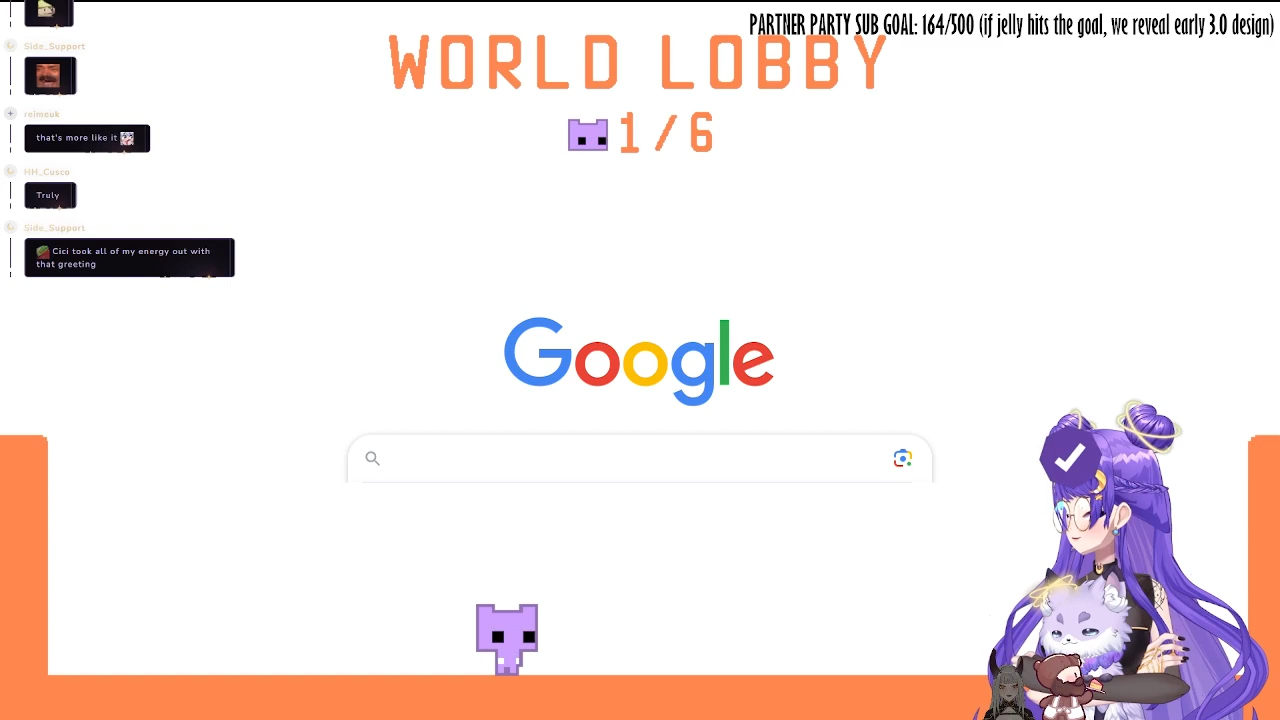 PARTNER PARTY SUB GOAL: 164/500 (if jelly hits the goal, we reveal early 3.0 design)
WORLD LOBBY
1/6
Side_Support
reimeuk
that's more like it
HH_Cusco
Truly
Side_Support
Cici took all of my energy out with
that greeting
Google